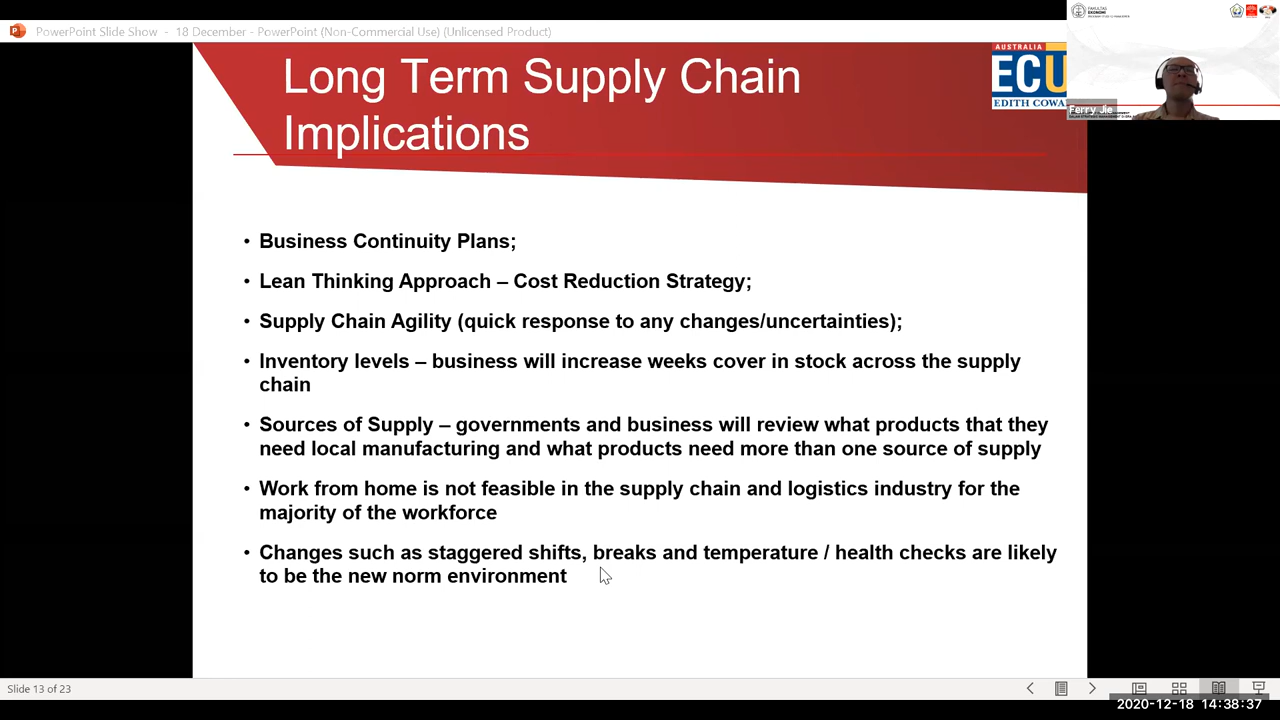 PowerPoint Slide Show - 18 December - PowerPoint (Non-Commercial Use) (Unlicensed Product)
FAKULTAS
EKONOMI
Long Term Supply Chain
Implications
AUSTRALIA
ECU
EDITH COWA
Ferry Jie
• Business Continuity Plans;
• Lean Thinking Approach – Cost Reduction Strategy;
• Supply Chain Agility (quick response to any changes/uncertainties);
• Inventory levels – business will increase weeks cover in stock across the supply
chain
• Sources of Supply – governments and business will review what products that they
need local manufacturing and what products need more than one source of supply
• Work from home is not feasible in the supply chain and logistics industry for the
majority of the workforce
• Changes such as staggered shifts, breaks and temperature / health checks are likely
to be the new norm environment
Slide 13 of 23
2020-12-18 14:38:37